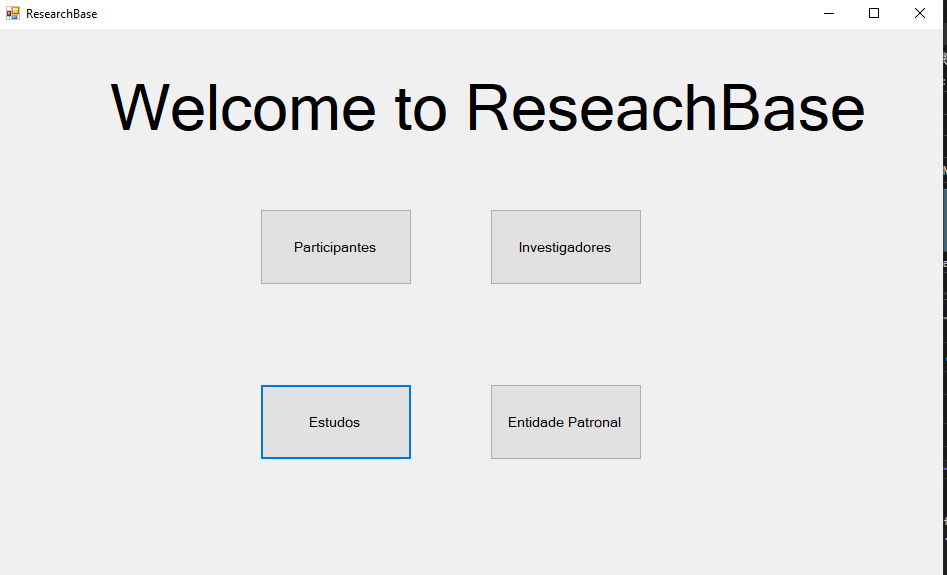 ResearchBase
Welcome to ReseachBase
Participantes
Investigadores
Estudos
Entidade Patronal